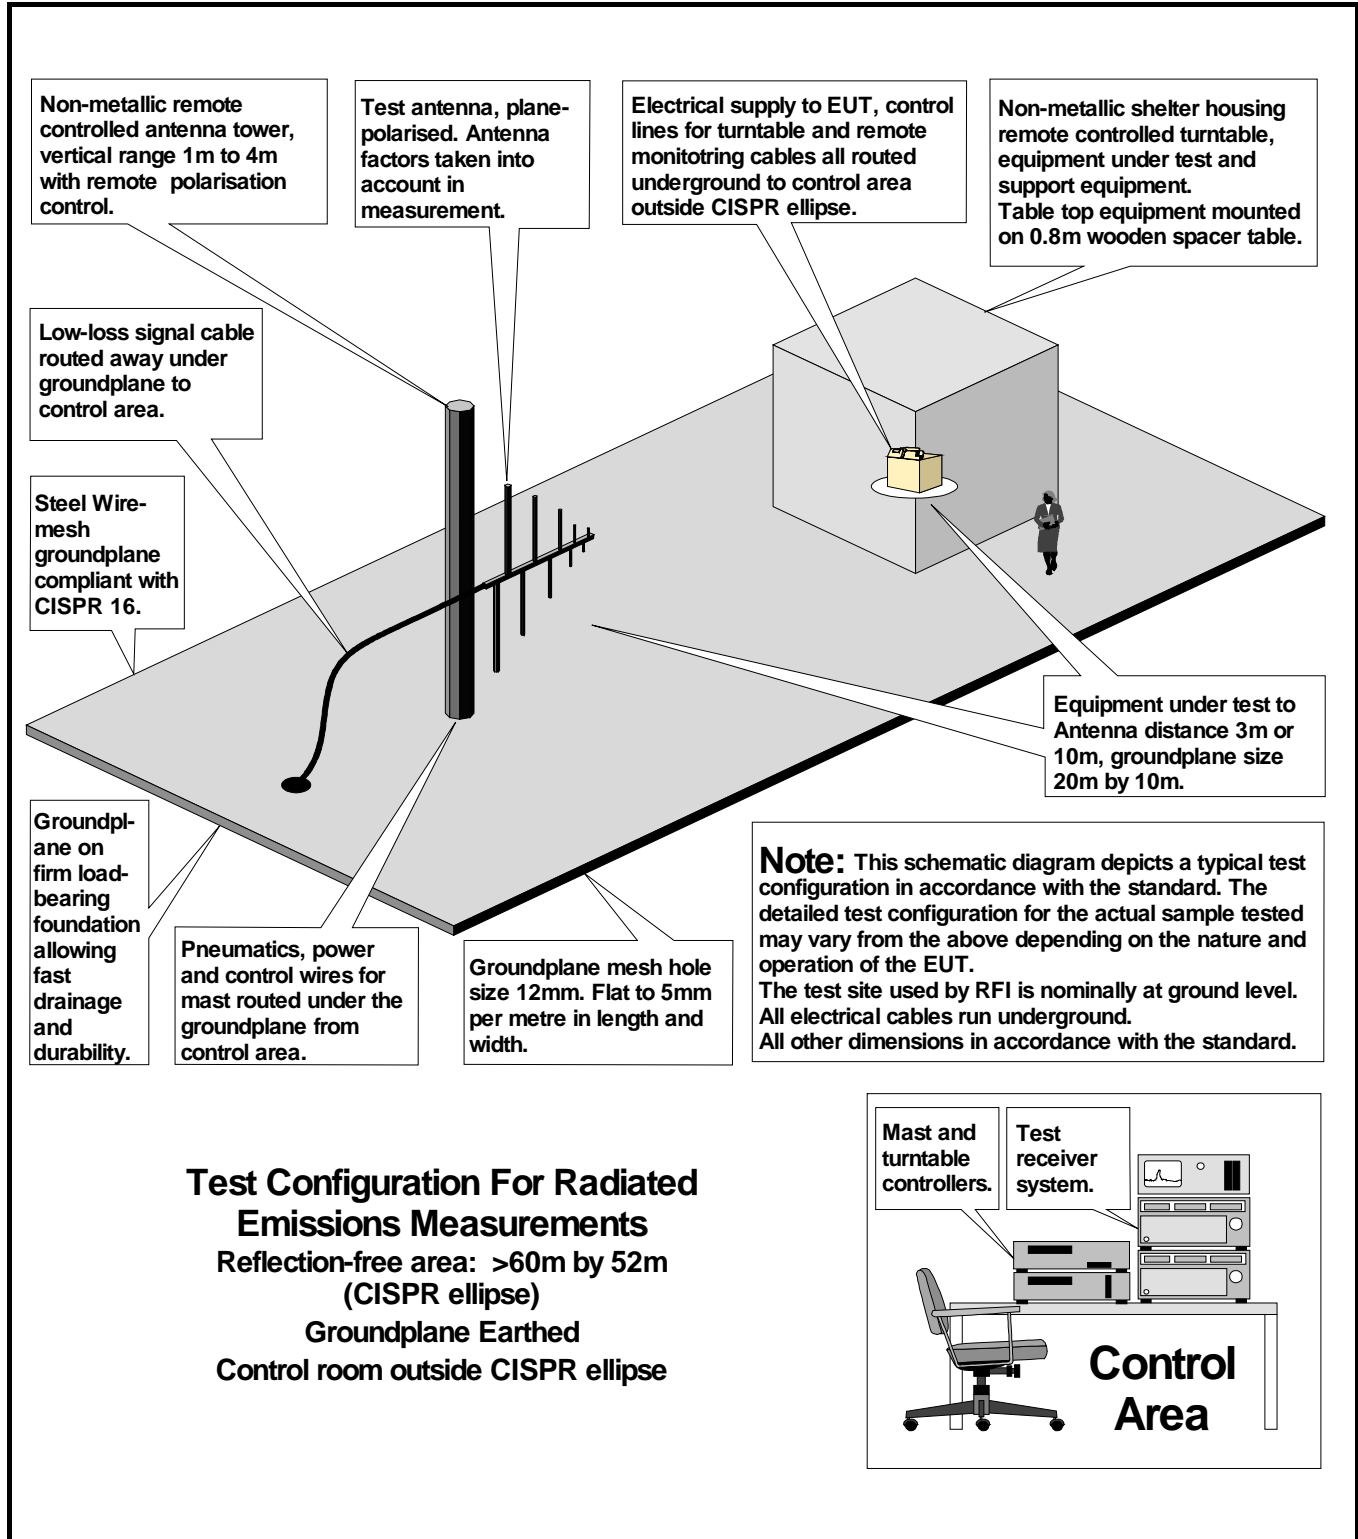 Non-metallic remote
controlled antenna tower,
vertical range 1m to 4m
with remote polarisation
control.
Test antenna, plane-
polarised. Antenna
factors taken into
account in
measurement.
Electrical supply to EUT, control
lines for turntable and remote
monitotring cables all routed
underground to control area
outside CISPR ellipse.
Non-metallic shelter housing
remote controlled turntable,
equipment under test and
support equipment.
Table top equipment mounted
on 0.8m wooden spacer table.
Low-loss signal cable
routed away under
groundplane to
control area.
Steel Wire-
mesh
groundplane
compliant with
CISPR 16.
Equipment under test to
Antenna distance 3m or
10m, groundplane size
20m by 10m.
Groundpl-
ane on
firm load-
bearing
foundation
allowing
fast
drainage
and
durability.
Pneumatics, power
and control wires for
mast routed under the
groundplane from
control area.
Groundplane mesh hole
size 12mm. Flat to 5mm
per metre in length and
width.
Note: This schematic diagram depicts a typical test
configuration in accordance with the standard. The
detailed test configuration for the actual sample tested
may vary from the above depending on the nature and
operation of the EUT.
The test site used by RFI is nominally at ground level.
All electrical cables run underground.
All other dimensions in accordance with the standard.
Test Configuration For Radiated
Emissions Measurements
Reflection-free area: >60m by 52m
(CISPR ellipse)
Groundplane Earthed
Control room outside CISPR ellipse
Mast and
turntable
controllers.
Test
receiver
system.
Control
Area